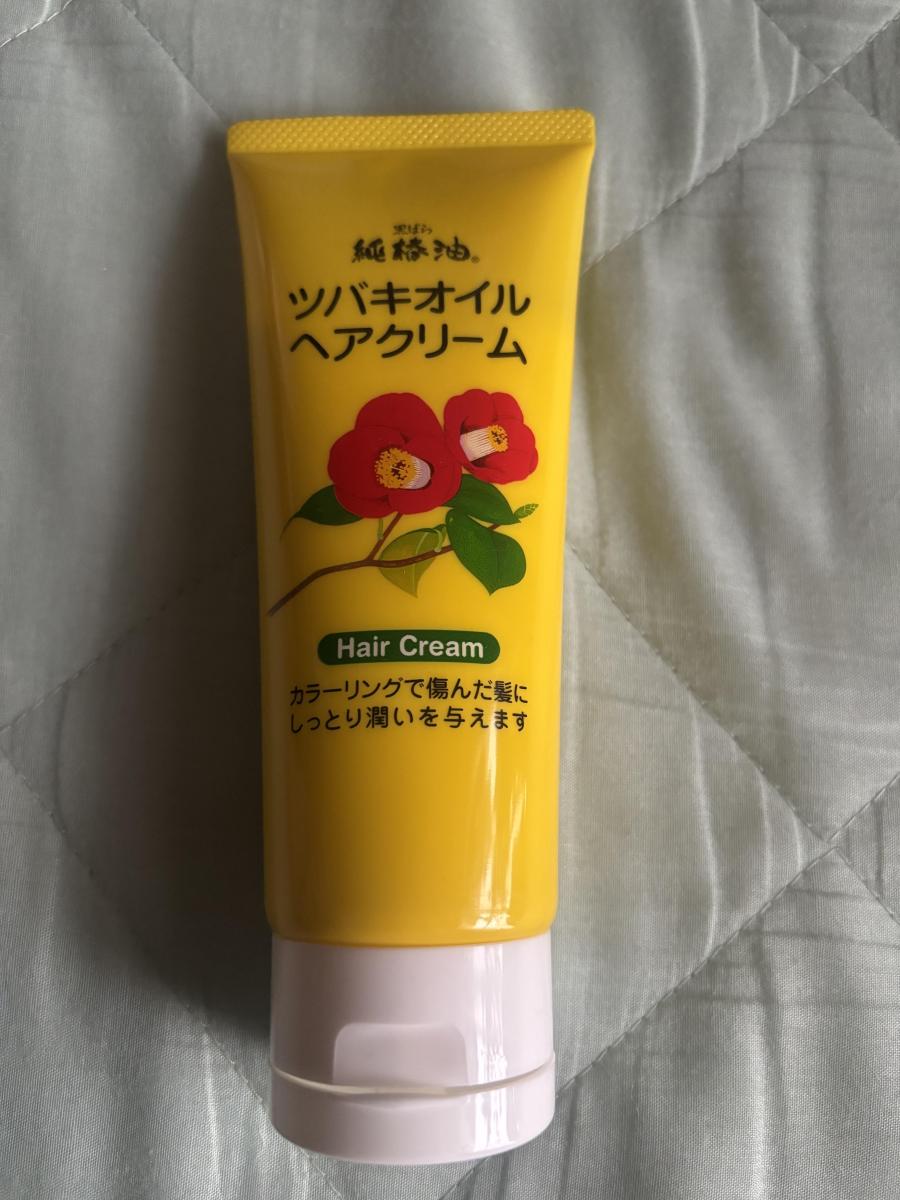 黒ばら
純椿油®
ツバキオイル
ヘアクリーム
Hair Cream
カラーリングで傷んだ髪に
しっとり潤いを与えます